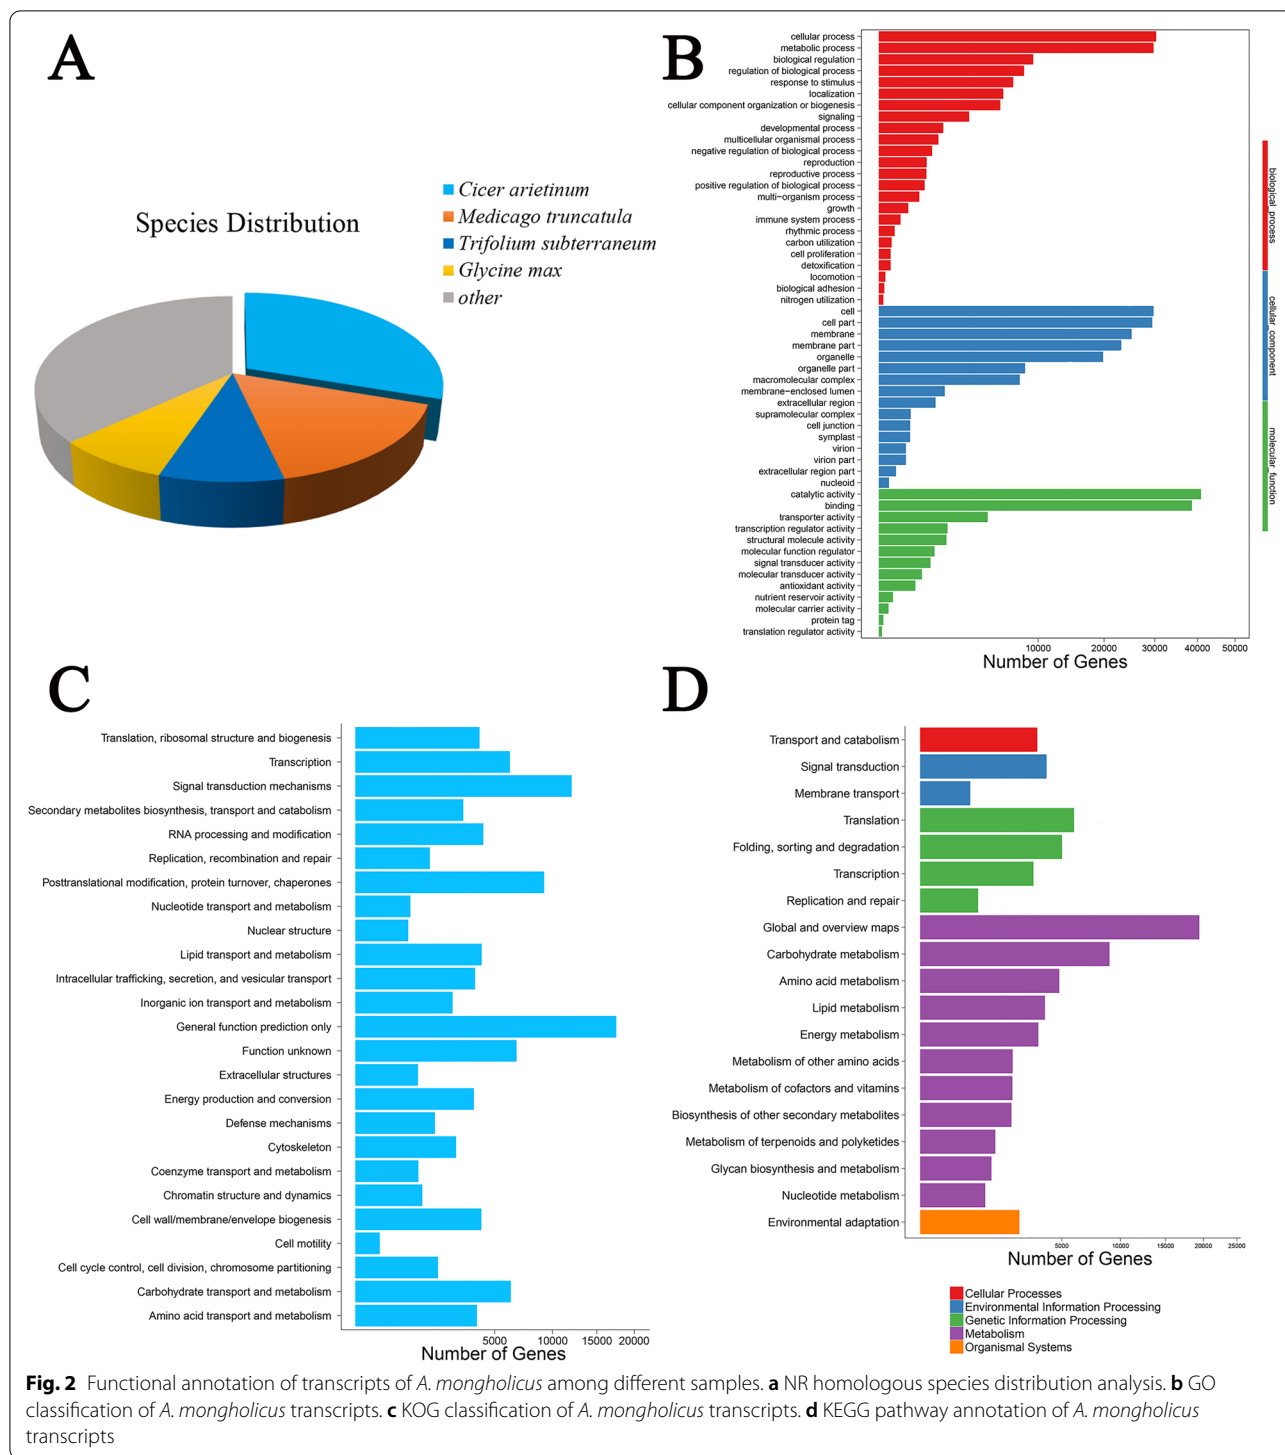 A
Species Distribution
Cicer arietinum
Medicago truncatula
Trifolium subterraneum
Glycine max
other
B
cellular process
metabolic process
biological regulation
regulation of biological process
response to stimulus
localization
cellular component organization or biogenesis
signaling
developmental process
multicellular organismal process
negative regulation of biological process
reproduction
reproductive process
positive regulation of biological process
multi-organism process
growth
immune system process
rhythmic process
carbon utilization
cell proliferation
detoxification
locomotion
biological adhesion
nitrogen utilization
cell
cell part
membrane
membrane part
organelle
organelle part
macromolecular complex
membrane-enclosed lumen
extracellular region
supramolecular complex
cell junction
symplast
virion
virion part
extracellular region part
nucleoid
catalytic activity
binding
transporter activity
transcription regulator activity
structural molecule activity
molecular function regulator
signal transducer activity
molecular transducer activity
antioxidant activity
nutrient reservoir activity
molecular carrier activity
protein tag
translation regulator activity
10000 20000 30000 40000 50000
Number of Genes
biological_process
cellular_component
molecular_function
C
Translation, ribosomal structure and biogenesis
Transcription
Signal transduction mechanisms
Secondary metabolites biosynthesis, transport and catabolism
RNA processing and modification
Replication, recombination and repair
Posttranslational modification, protein turnover, chaperones
Nucleotide transport and metabolism
Nuclear structure
Lipid transport and metabolism
Intracellular trafficking, secretion, and vesicular transport
Inorganic ion transport and metabolism
General function prediction only
Function unknown
Extracellular structures
Energy production and conversion
Defense mechanisms
Cytoskeleton
Coenzyme transport and metabolism
Chromatin structure and dynamics
Cell wall/membrane/envelope biogenesis
Cell motility
Cell cycle control, cell division, chromosome partitioning
Carbohydrate transport and metabolism
Amino acid transport and metabolism
5000 10000 15000 20000
Number of Genes
D
Transport and catabolism
Signal transduction
Membrane transport
Translation
Folding, sorting and degradation
Transcription
Replication and repair
Global and overview maps
Carbohydrate metabolism
Amino acid metabolism
Lipid metabolism
Energy metabolism
Metabolism of other amino acids
Metabolism of cofactors and vitamins
Biosynthesis of other secondary metabolites
Metabolism of terpenoids and polyketides
Glycan biosynthesis and metabolism
Nucleotide metabolism
Environmental adaptation
5000 10000 15000 20000 25000
Number of Genes
Cellular Processes
Environmental Information Processing
Genetic Information Processing
Metabolism
Organismal Systems
Fig. 2 Functional annotation of transcripts of A. mongholicus among different samples. a NR homologous species distribution analysis. b GO
classification of A. mongholicus transcripts. c KOG classification of A. mongholicus transcripts. d KEGG pathway annotation of A. mongholicus
transcripts